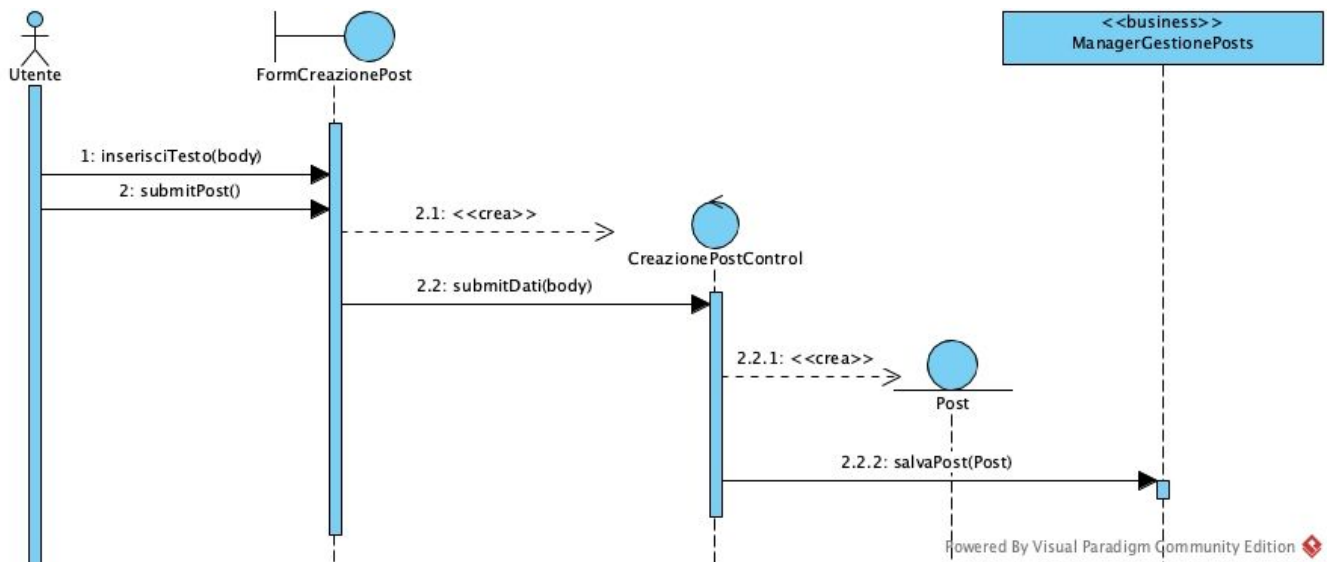 <<business>>
ManagerGestionePosts
Utente
FormCreazionePost
1: inserisciTesto(body)
2: submitPost()
2.1: <<crea>>
CreazionePostControl
2.2: submitDati(body)
2.2.1: <<crea>>
Post
2.2.2: salvaPost(Post)
Powered By Visual Paradigm Community Edition